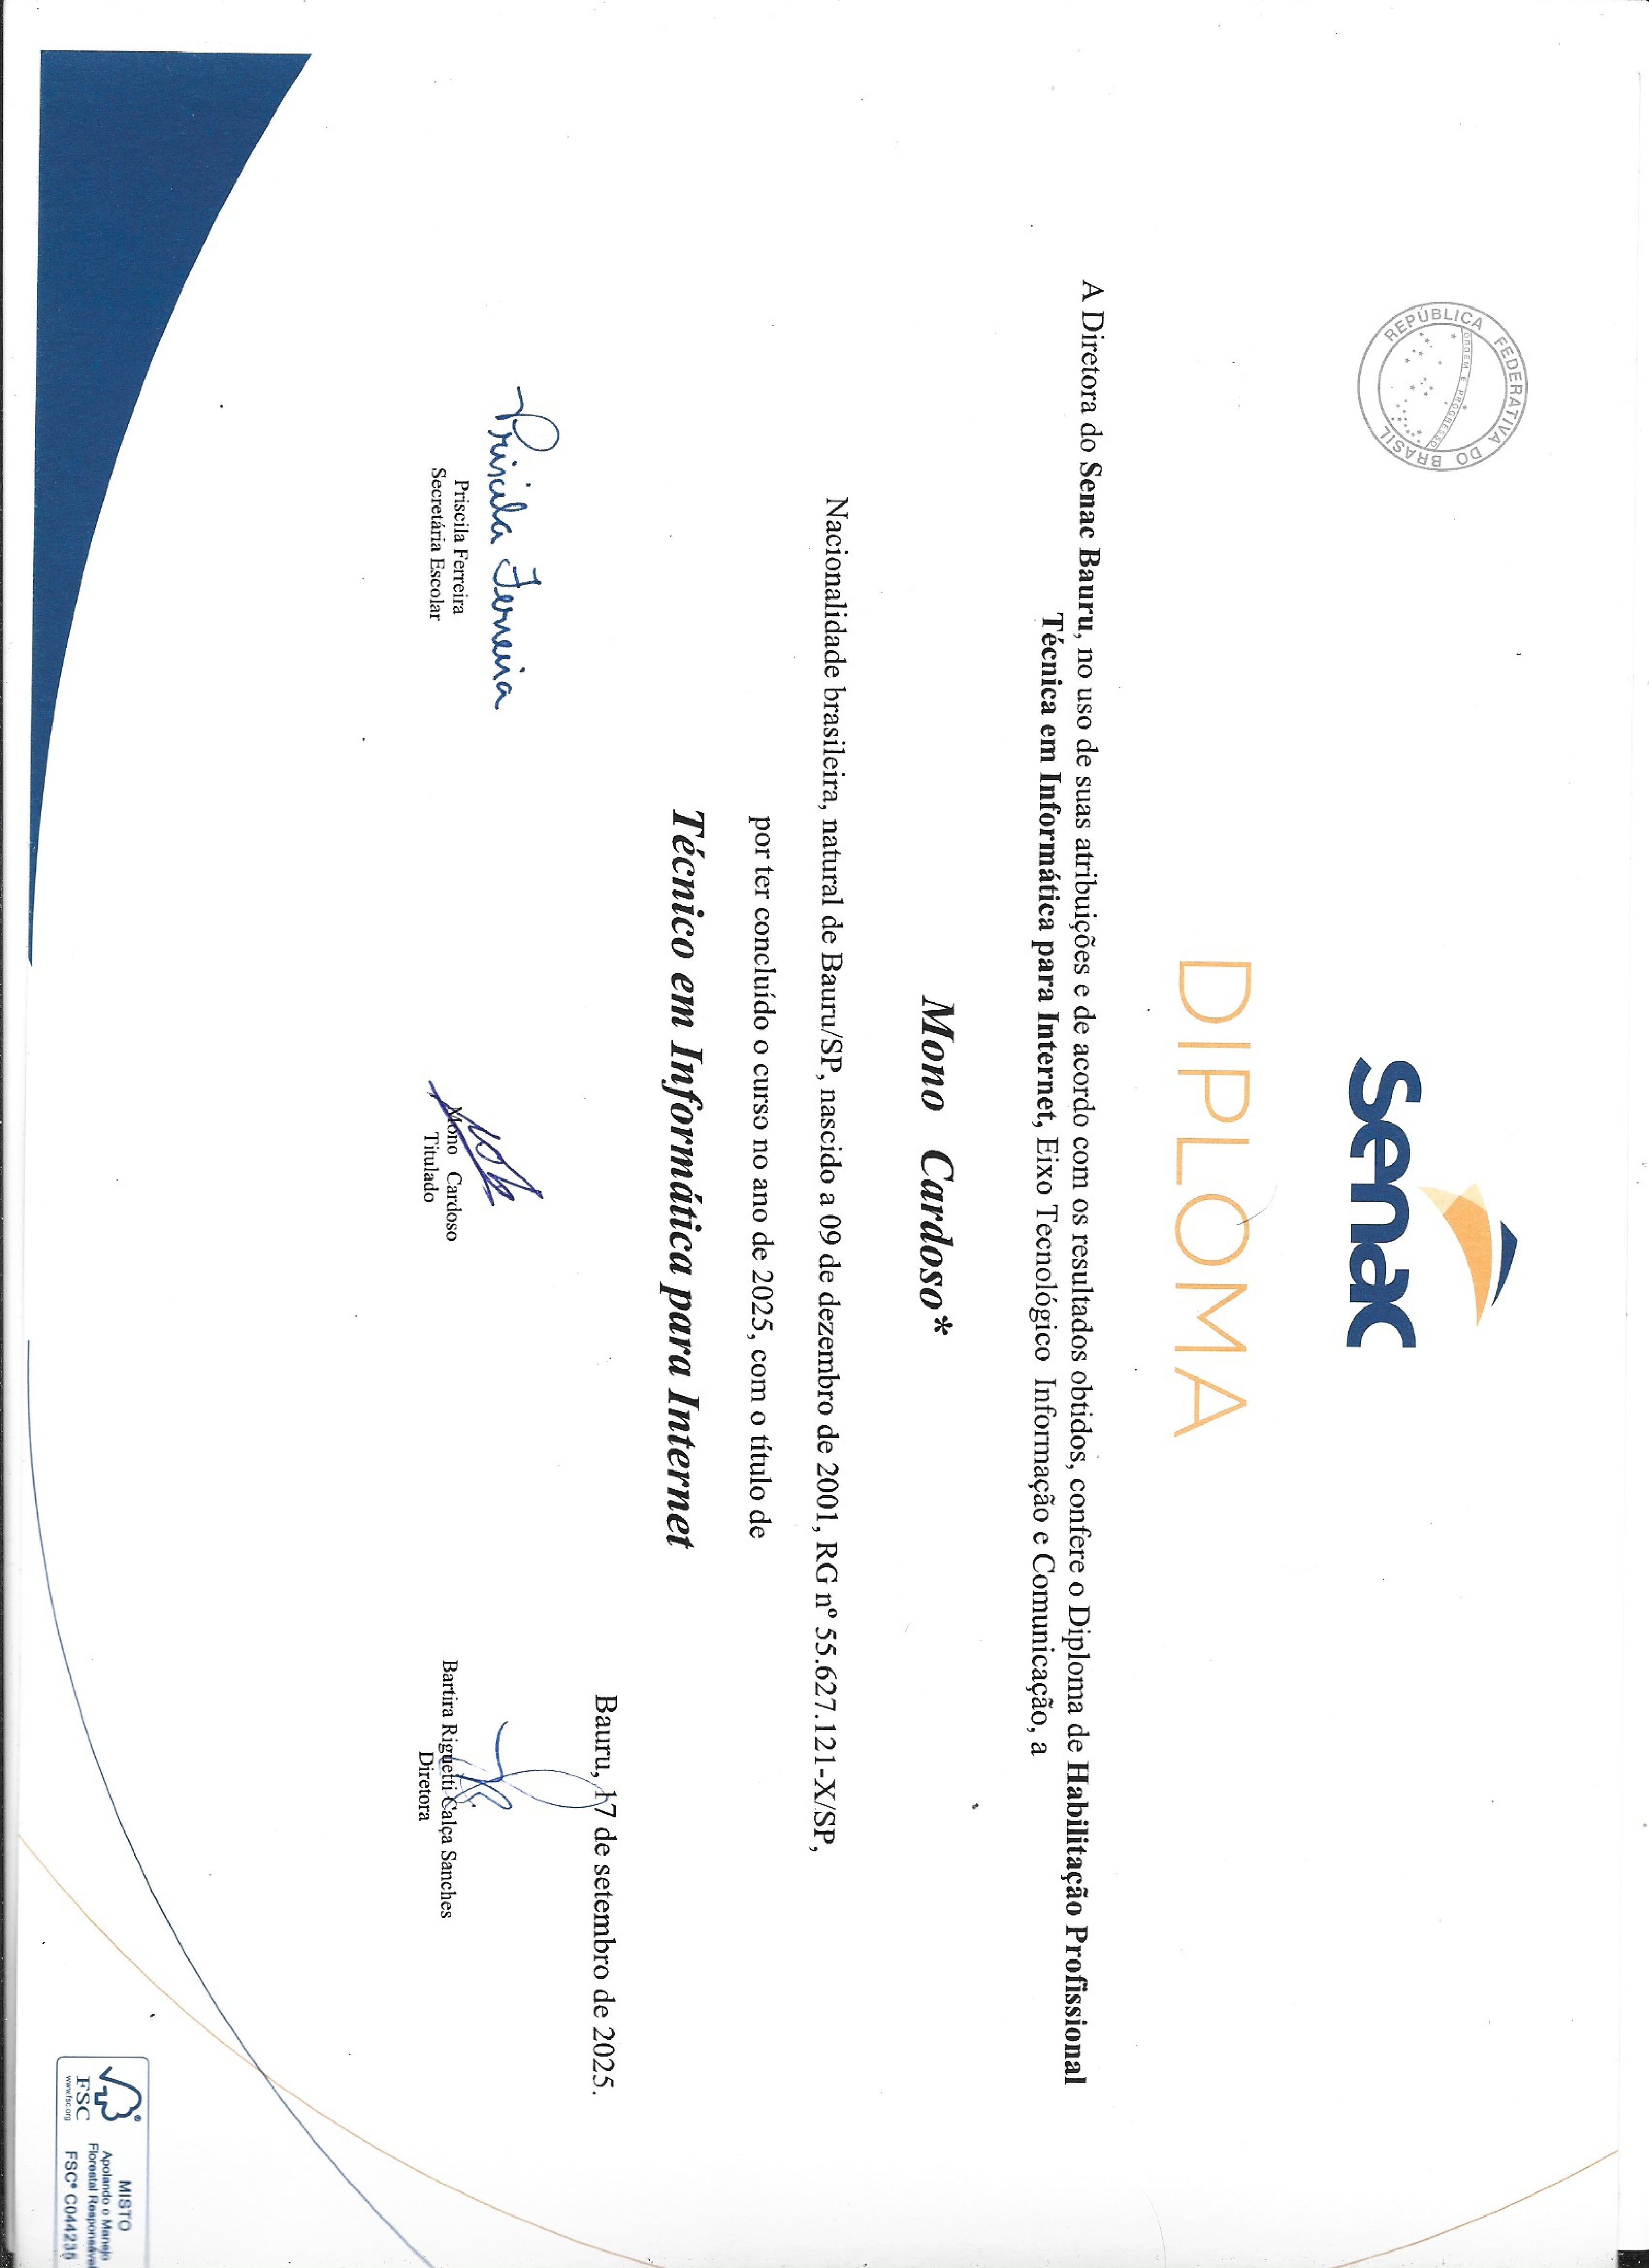 REPÚBLICA FEDERATIVA DO BRASIL
ORDEM E PROGRESSO
Senac
DIPLOMA
A Diretora do Senac Bauru, no uso de suas atribuições e de acordo com os resultados obtidos, confere o Diploma de Habilitação Profissional
Técnica em Informática para Internet, Eixo Tecnológico Informação e Comunicação, a
Mono Cardoso*
Nacionalidade brasileira, natural de Bauru/SP, nascido a 09 de dezembro de 2001, RG nº 55.627.121-X/SP,
por ter concluído o curso no ano de 2025, com o título de
Técnico em Informática para Internet
Bauru, 17 de setembro de 2025.
Priscila Ferreira
Priscila Ferreira
Secretária Escolar
Mono Cardoso
Titulado
Bartira Riguetti Calça Sanches
Diretora
FSC
www.fsc.org
MISTO
Apoiando o Manejo
Florestal Responsável
FSC® C044235